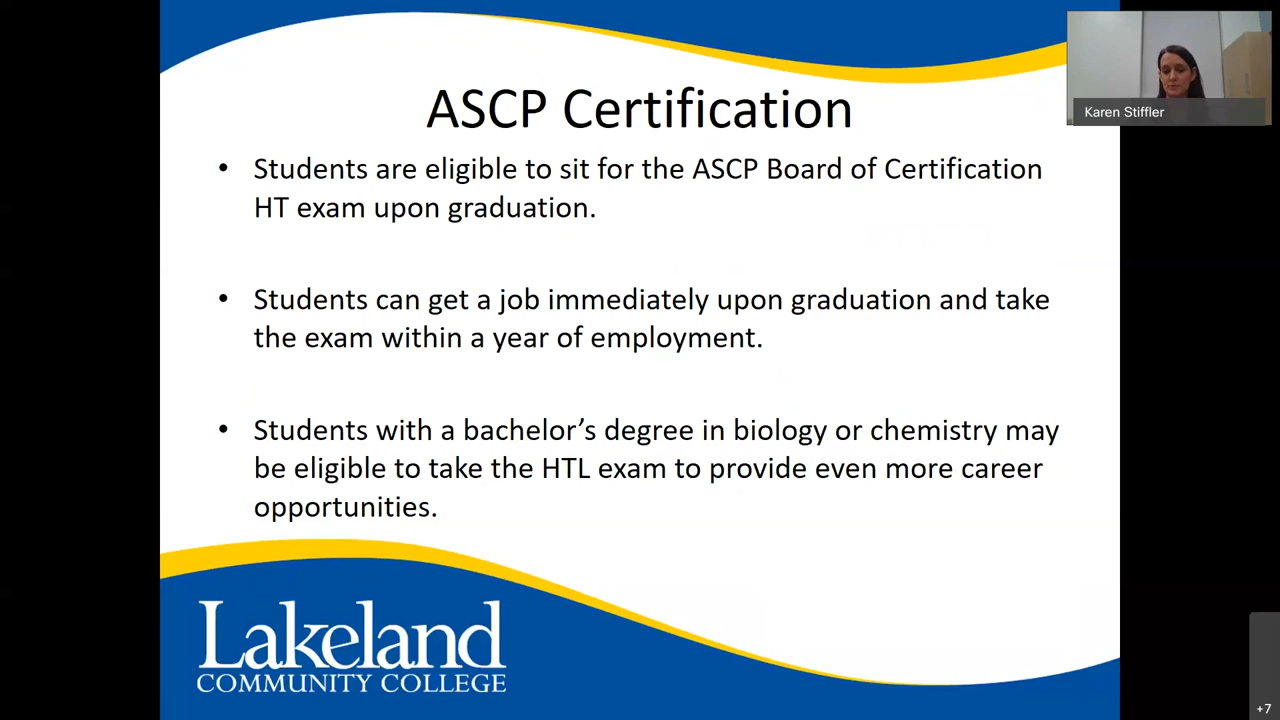 ASCP Certification
Karen Stiffler
• Students are eligible to sit for the ASCP Board of Certification
HT exam upon graduation.
• Students can get a job immediately upon graduation and take
the exam within a year of employment.
• Students with a bachelor’s degree in biology or chemistry may
be eligible to take the HTL exam to provide even more career
opportunities.
Lakeland
COMMUNITY COLLEGE
+7